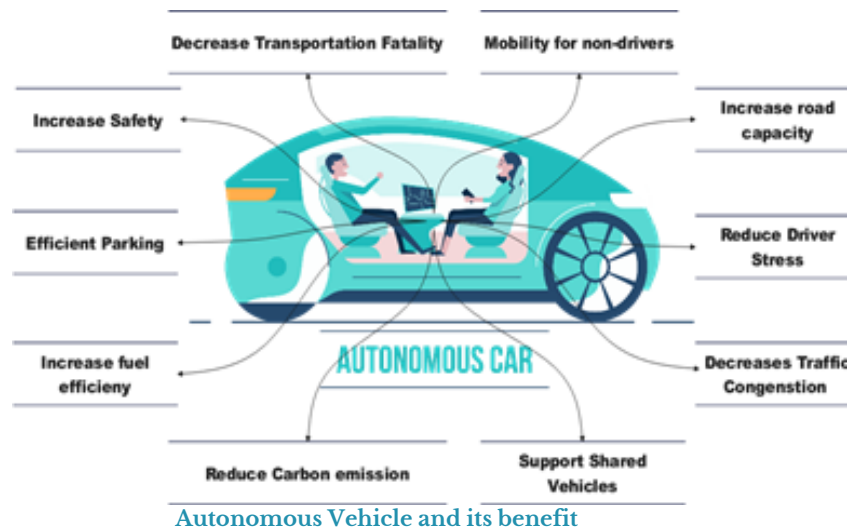 Decrease Transportation Fatality
Mobility for non-drivers
Increase Safety
Increase road
capacity
Efficient Parking
Reduce Driver
Stress
Increase fuel
efficieny
AUTONOMOUS CAR
Decreases Traffic
Congenstion
Reduce Carbon emission
Support Shared
Vehicles
Autonomous Vehicle and its benefit